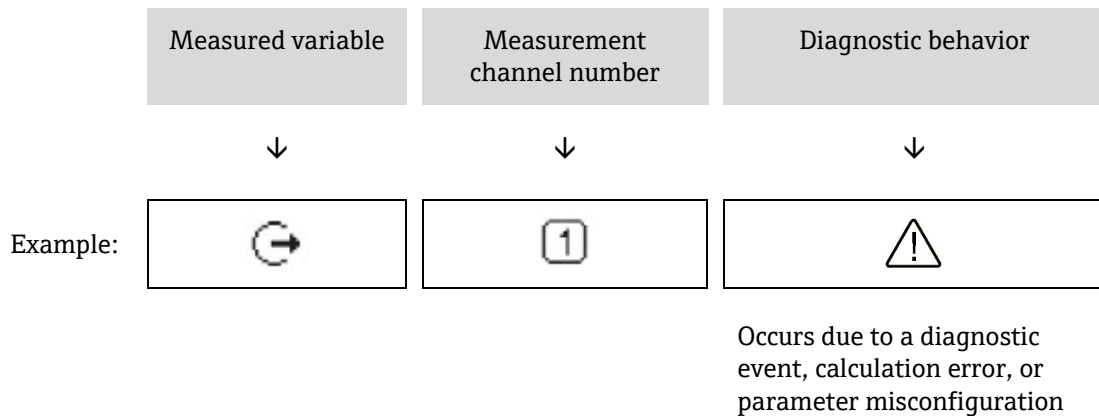 Measured variable
Measurement
channel number
Diagnostic behavior
Example:
1
Occurs due to a diagnostic
event, calculation error, or
parameter misconfiguration